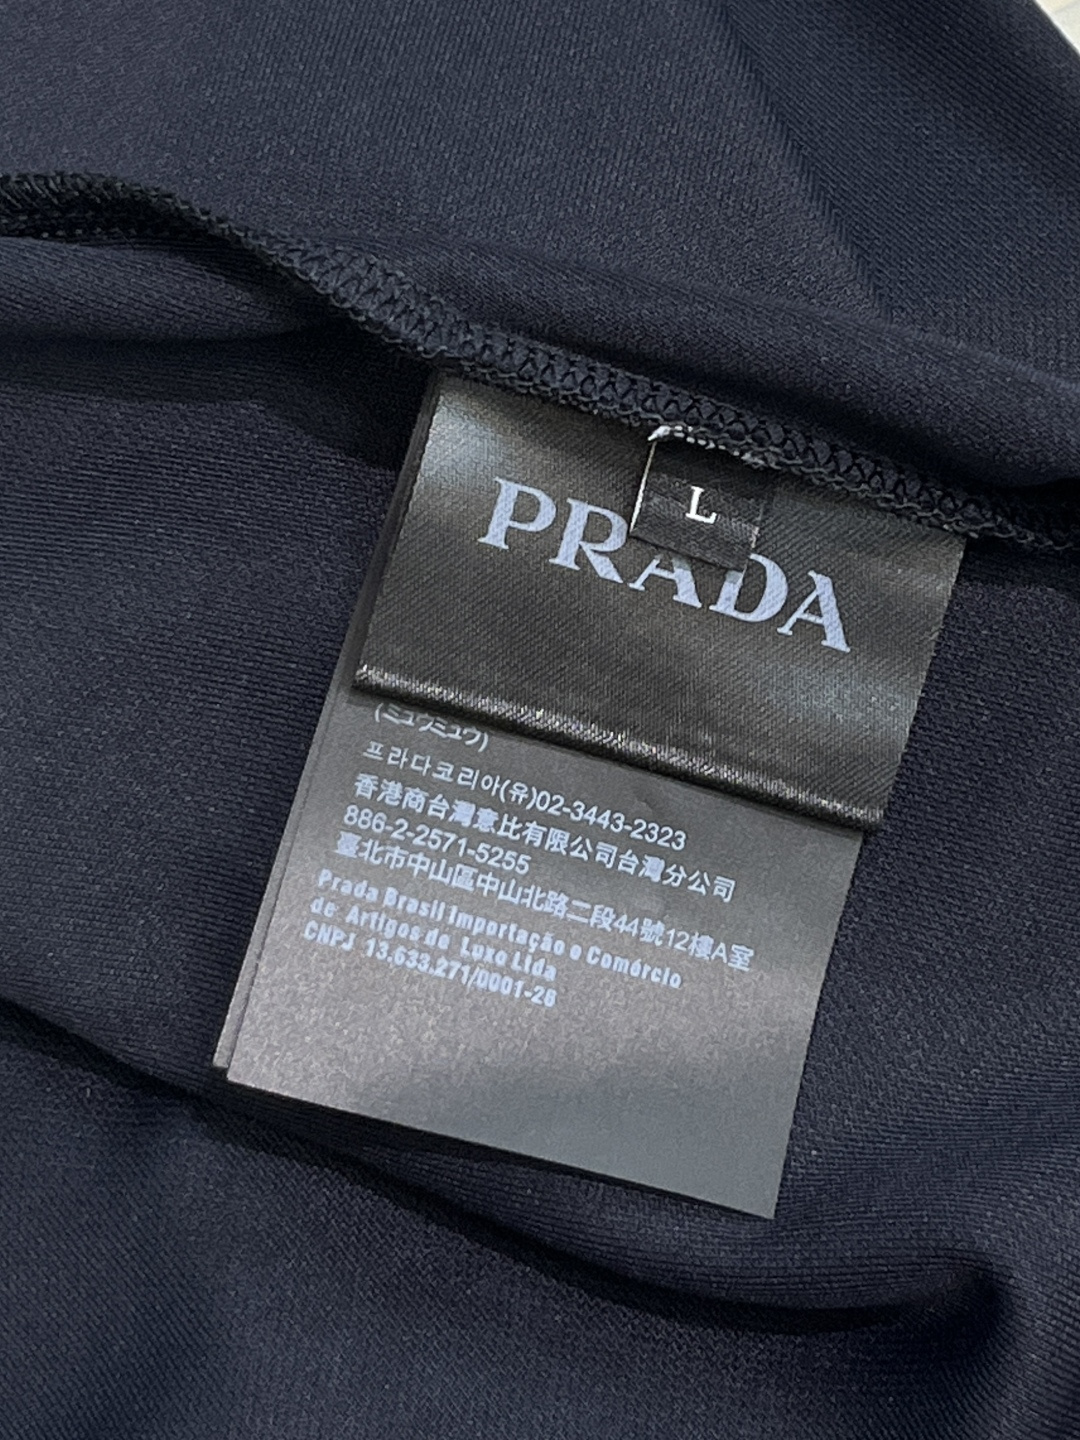 L
PRADA
(ミュウミュウ)
프라다코리아(유)02-3443-2323
香港商台灣意比有限公司台灣分公司
886-2-2571-5255
臺北市中山區中山北路二段44號12樓A室
Prada Brasil Importação e Comércio
de Artigos de Luxo Ltda
CNPJ 13.633.271/0001-26